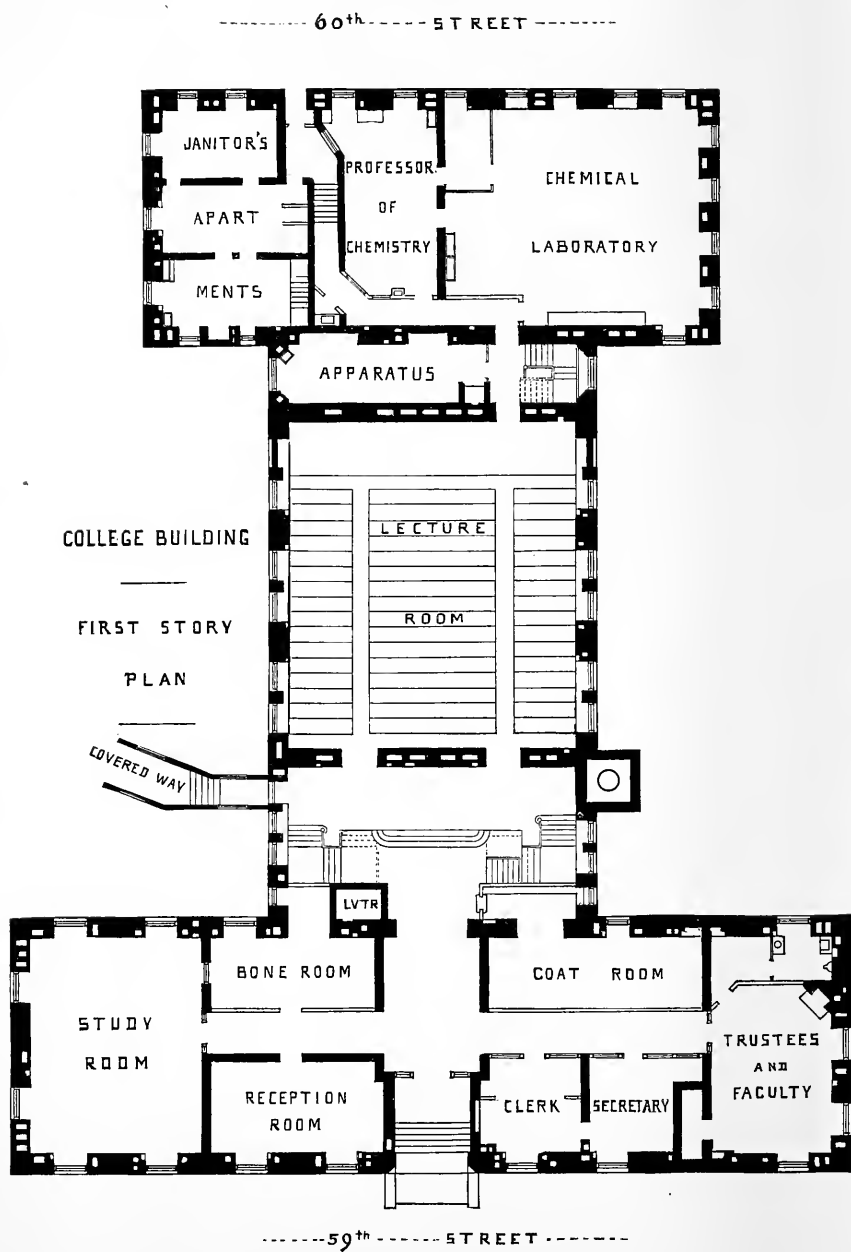 60th STREET
JANITOR'S
APART
MENTS
PROFESSOR.
OF
CHEMISTRY
CHEMICAL
LABORATORY
APPARATUS
LECTURE
ROOM
COLLEGE BUILDING
FIRST STORY
PLAN
COVERED WAY
LVTR
BONE ROOM
COAT ROOM
STUDY
ROOM
TRUSTEES
AND
FACULTY
RECEPTION
ROOM
CLERK
SECRETARY
59th STREET